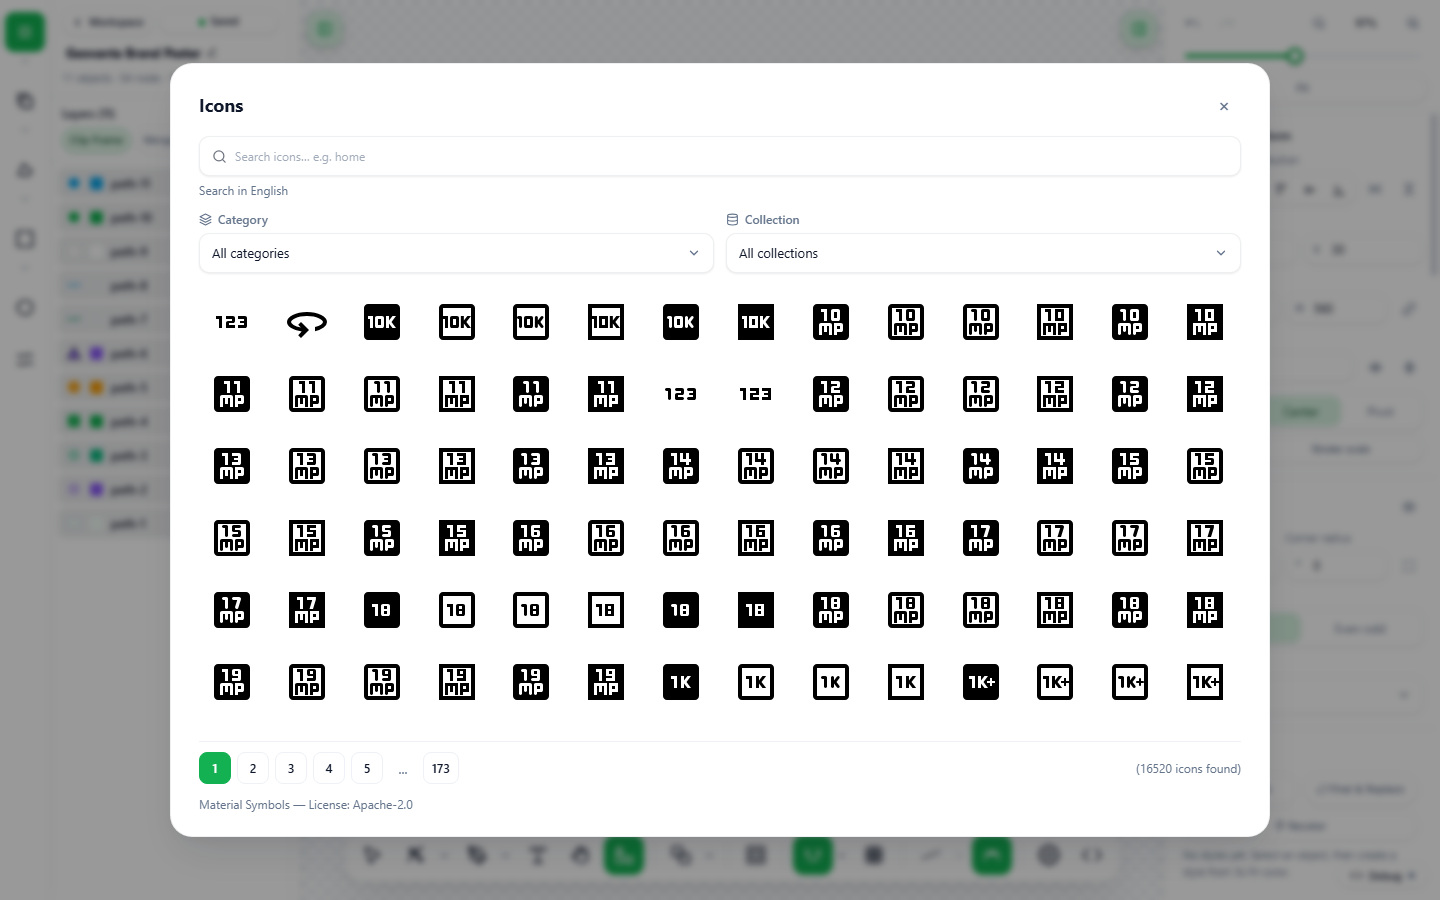 Workspace
Saved
Geovanta Brand Poster
Icons
Search icons... e.g. home
Search in English
Category
Collection
All categories
All collections
123 10K 10K 10K 10K 10K 10K 10 MP 10 MP 10 MP 10 MP 10 MP 10 MP
11 MP 11 MP 11 MP 11 MP 11 MP 11 MP 123 123 12 MP 12 MP 12 MP 12 MP 12 MP 12 MP
13 MP 13 MP 13 MP 13 MP 13 MP 13 MP 14 MP 14 MP 14 MP 14 MP 14 MP 14 MP 15 MP 15 MP
15 MP 15 MP 15 MP 15 MP 16 MP 16 MP 16 MP 16 MP 16 MP 16 MP 17 MP 17 MP 17 MP 17 MP
17 MP 17 MP 18 18 18 18 18 18 18 MP 18 MP 18 MP 18 MP 18 MP 18 MP
19 MP 19 MP 19 MP 19 MP 19 MP 19 MP 1K 1K 1K 1K 1K+ 1K+ 1K+ 1K+
1 2 3 4 5 ... 173
(16520 icons found)
Material Symbols — License: Apache-2.0